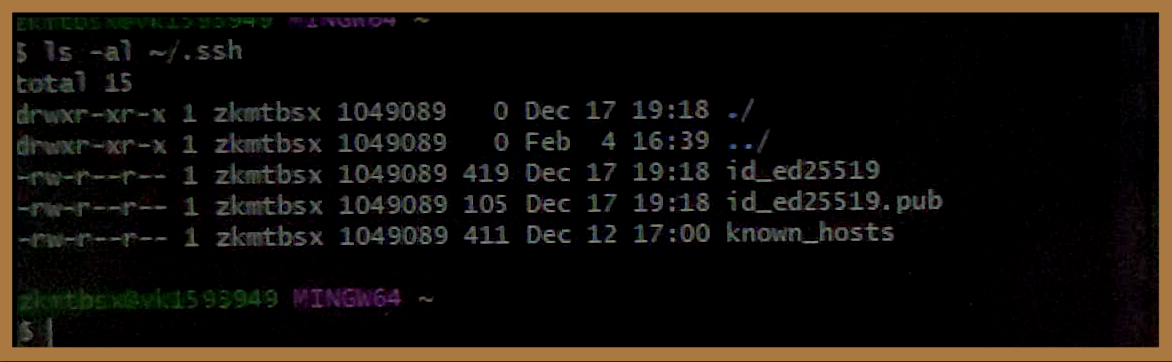 zkmtbsx@vk1593949 MINGW64 ~
$ ls -al ~/.ssh
total 15
drwxr-xr-x 1 zkmtbsx 1049089   0 Dec 17 19:18 ./
drwxr-xr-x 1 zkmtbsx 1049089   0 Feb  4 16:39 ../
-rw-r--r-- 1 zkmtbsx 1049089 419 Dec 17 19:18 id_ed25519
-rw-r--r-- 1 zkmtbsx 1049089 105 Dec 17 19:18 id_ed25519.pub
-rw-r--r-- 1 zkmtbsx 1049089 411 Dec 12 17:00 known_hosts
zkmtbsx@vk1593949 MINGW64 ~
$